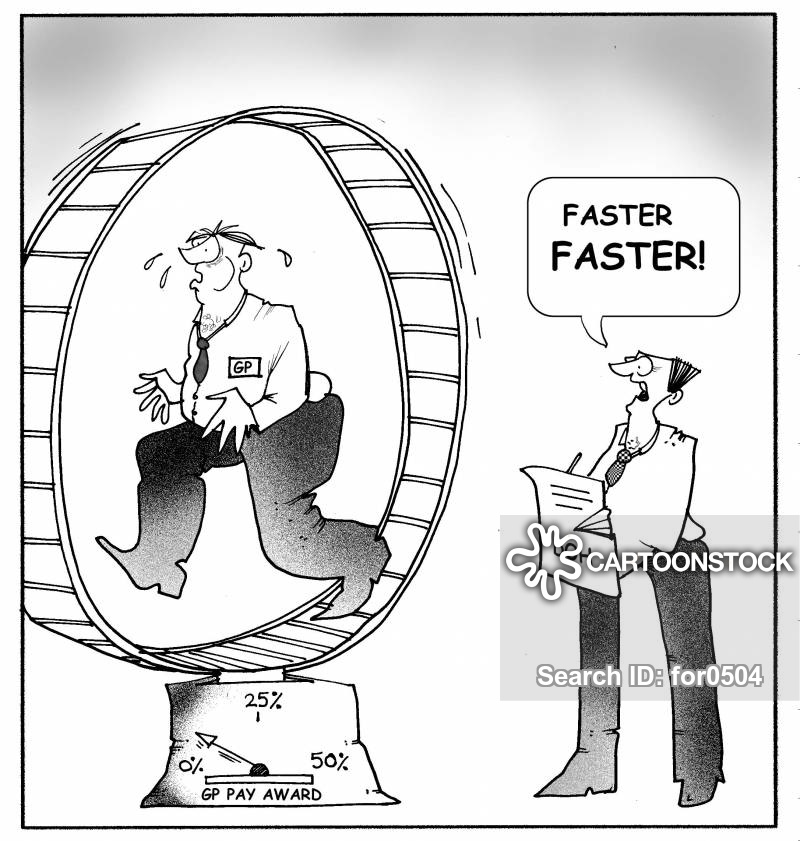 FASTER
FASTER!
GP
CARTOONSTOCK
Search ID: for0504
25%
0%
50%
GP PAY AWARD